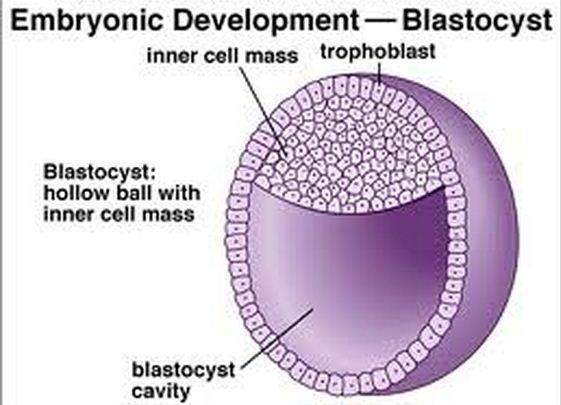 Embryonic Development — Blastocyst
inner cell mass
trophoblast
Blastocyst:
hollow ball with
inner cell mass
blastocyst
cavity